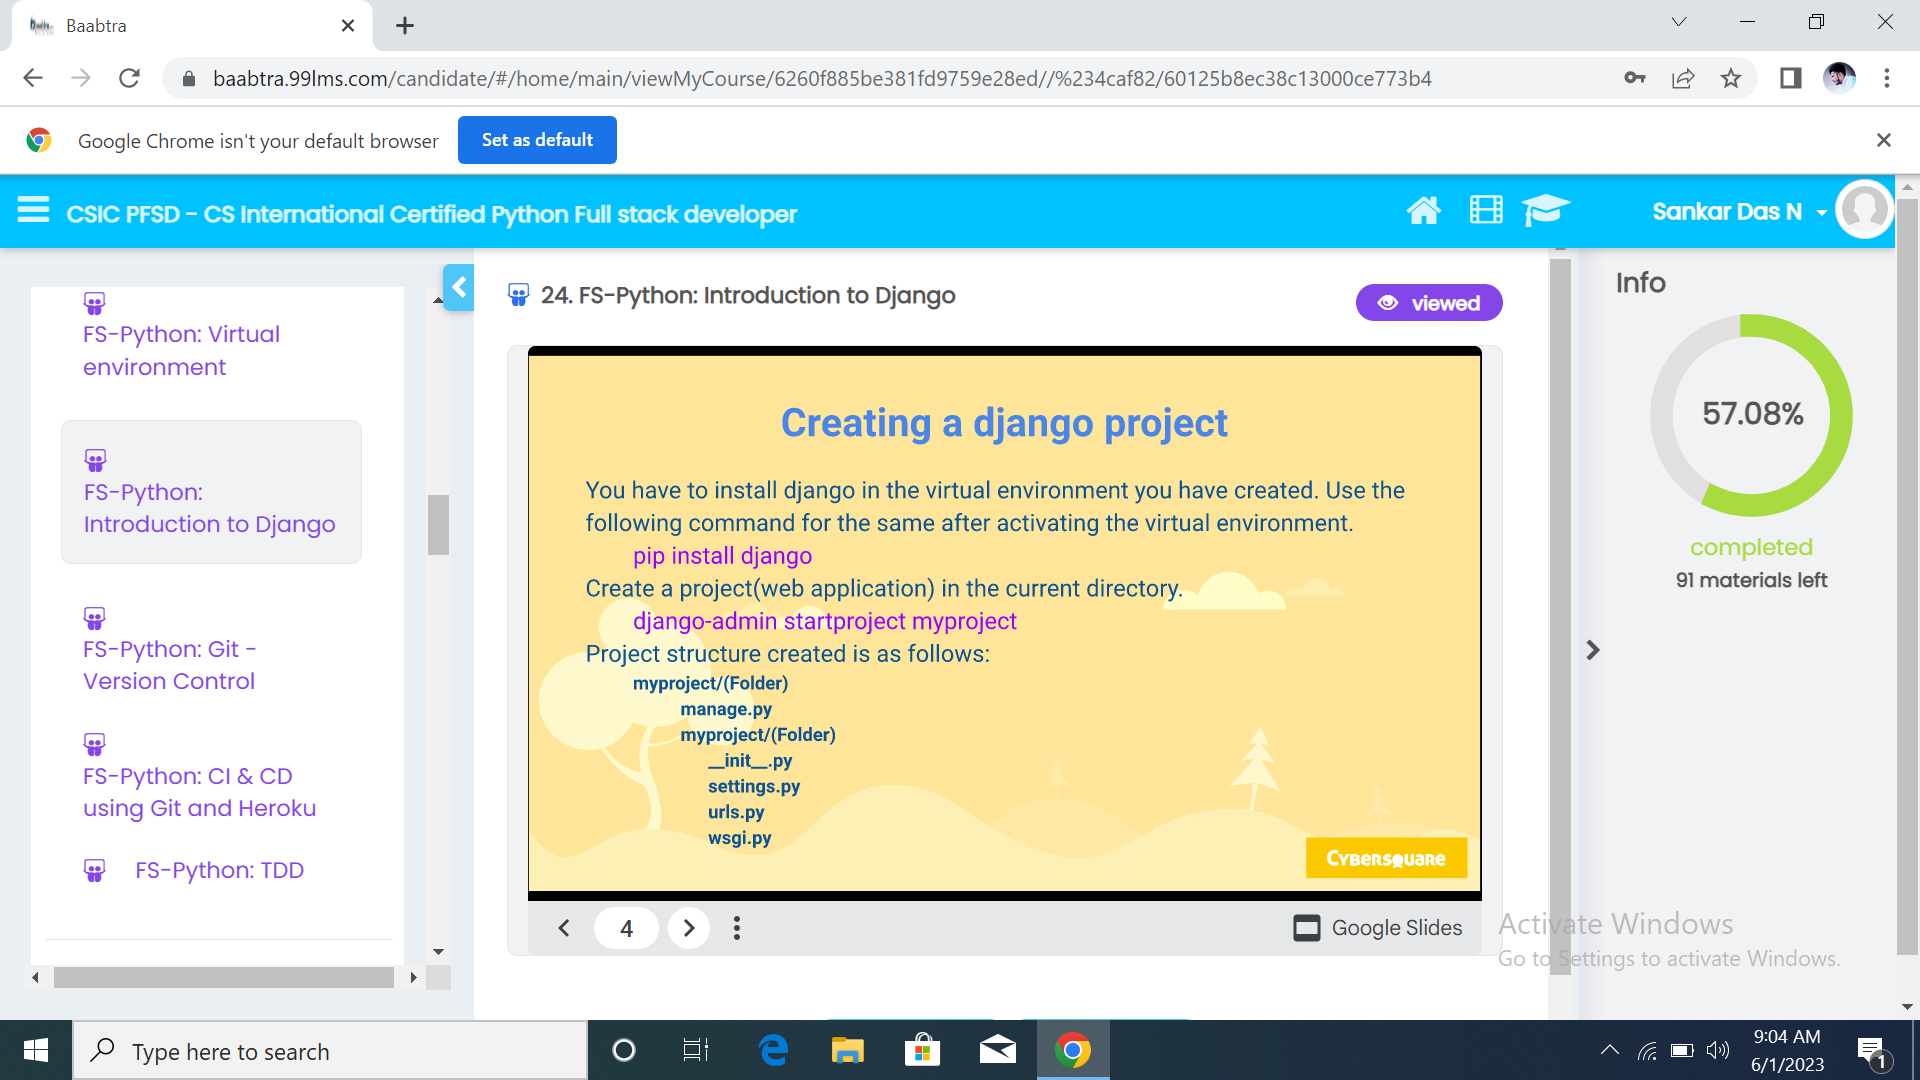 Baabtra
baabtra.99lms.com/candidate/#/home/main/viewMyCourse/6260f885be381fd9759e28ed//%234caf82/60125b8ec38c13000ce773b4
Google Chrome isn't your default browser
Set as default
CSIC PFSD - CS International Certified Python Full stack developer
Sankar Das N
FS-Python: Virtual
environment
FS-Python:
Introduction to Django
FS-Python: Git -
Version Control
FS-Python: CI & CD
using Git and Heroku
FS-Python: TDD
24. FS-Python: Introduction to Django
viewed
Creating a django project
You have to install django in the virtual environment you have created. Use the
following command for the same after activating the virtual environment.
pip install django
Create a project(web application) in the current directory.
django-admin startproject myproject
Project structure created is as follows:
myproject/(Folder)
manage.py
myproject/(Folder)
__init__.py
settings.py
urls.py
wsgi.py
CYBERSQUARE
4
Google Slides
Info
57.08%
completed
91 materials left
Activate Windows
Go to Settings to activate Windows.
Type here to search
9:04 AM
6/1/2023
1